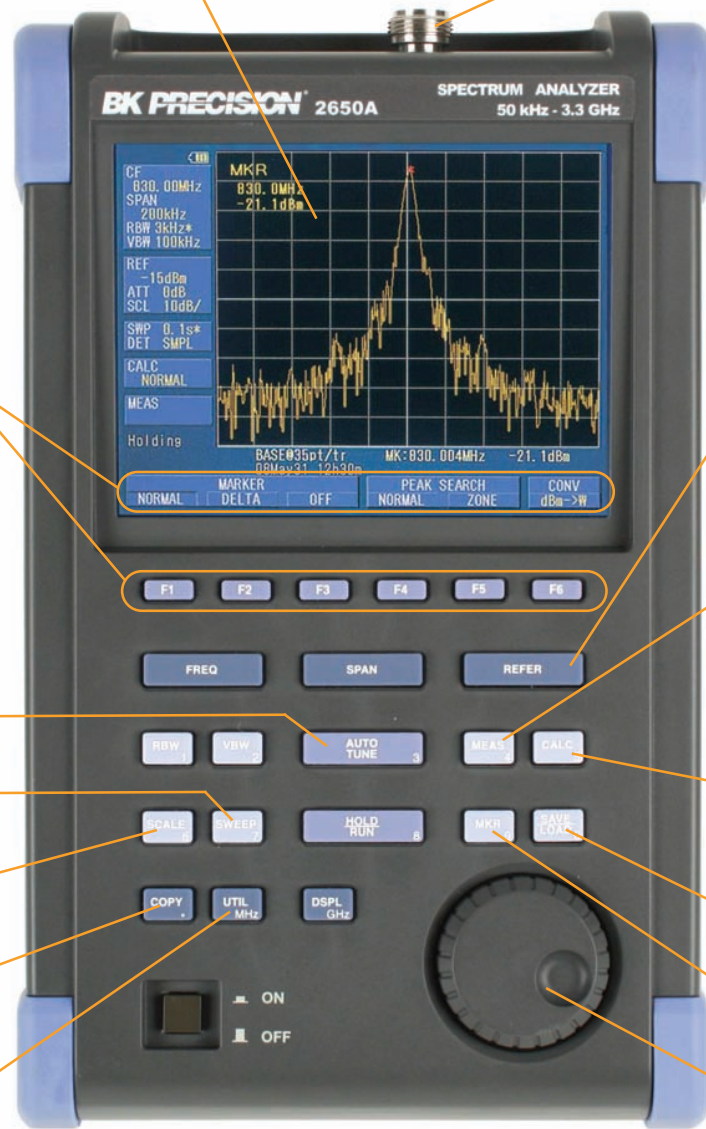 BK PRECISION 2650A
SPECTRUM ANALYZER
50 kHz - 3.3 GHz
CF
830.00MHz
SPAN
200kHz
RBW 3kHz*
VBW 100kHz
REF
-15dBm
ATT 0dB
SCL 10dB/
SWP 0.1s*
DET SMPL
CALC
NORMAL
MEAS
Holding
MKR
830.0MHz
-21.1dBm
MK:830.004MHz -21.1dBm
08May31 12h30m
MARKER PEAK SEARCH CONV
NORMAL DELTA OFF NORMAL ZONE dBm->W
F1 F2 F3 F4 F5 F6
FREQ SPAN REFER
RBW 1 VBW 2 AUTO TUNE 3 MEAS 4 CALC
SCALE 6 SWEEP 7 HOLD RUN 8 MKR SAVE LOAD
COPY . UTIL MHz DSPL GHz
ON
OFF